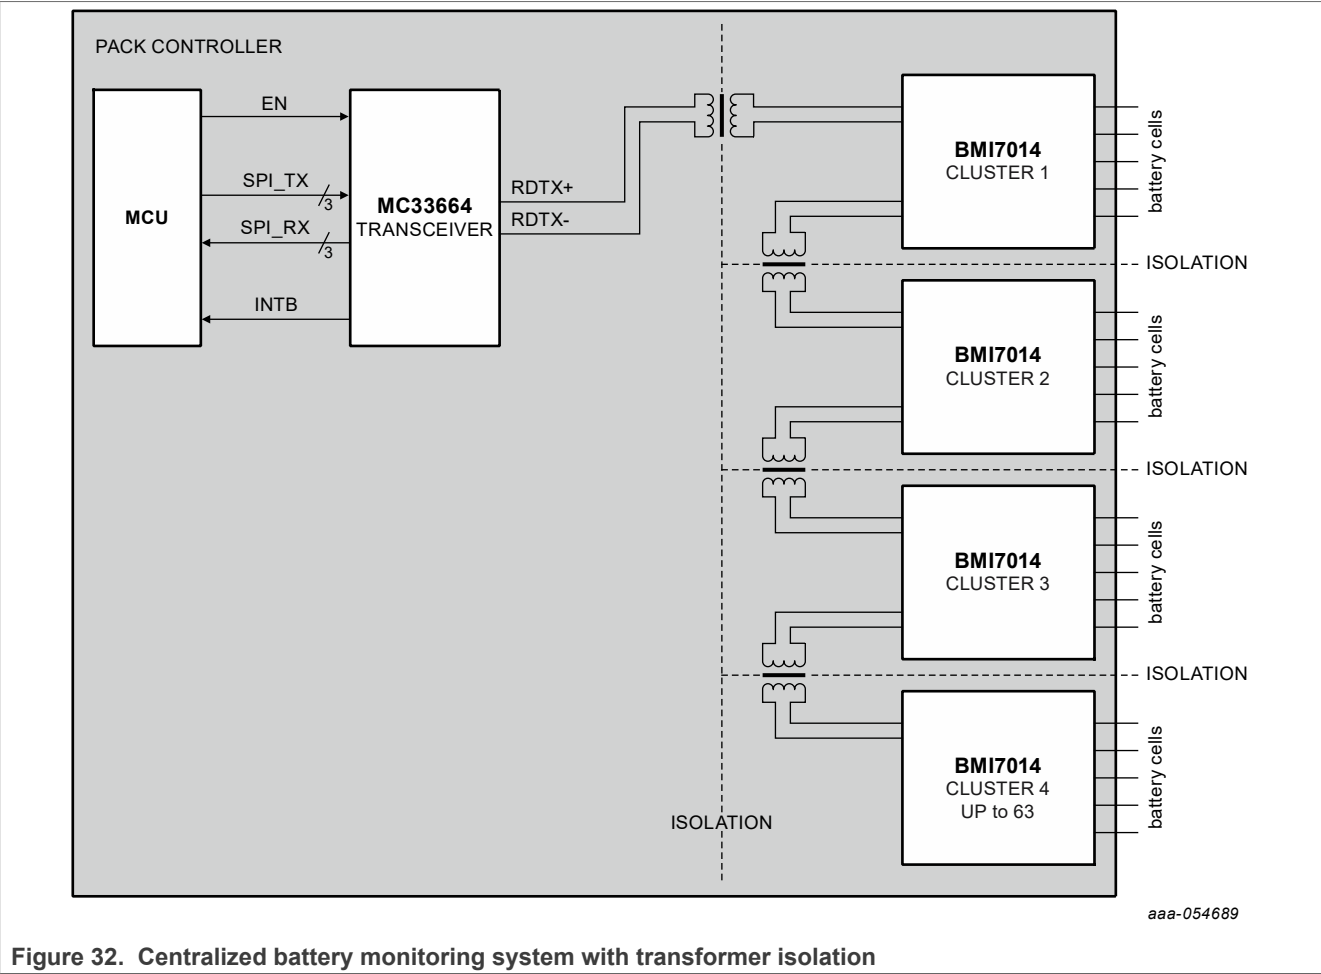 PACK CONTROLLER
MCU
EN
SPI_TX
3
SPI_RX
3
INTB
MC33664
TRANSCEIVER
RDTX+
RDTX-
BMI7014
CLUSTER 1
battery cells
ISOLATION
BMI7014
CLUSTER 2
battery cells
ISOLATION
BMI7014
CLUSTER 3
battery cells
ISOLATION
BMI7014
CLUSTER 4
UP to 63
battery cells
ISOLATION
aaa-054689
Figure 32. Centralized battery monitoring system with transformer isolation